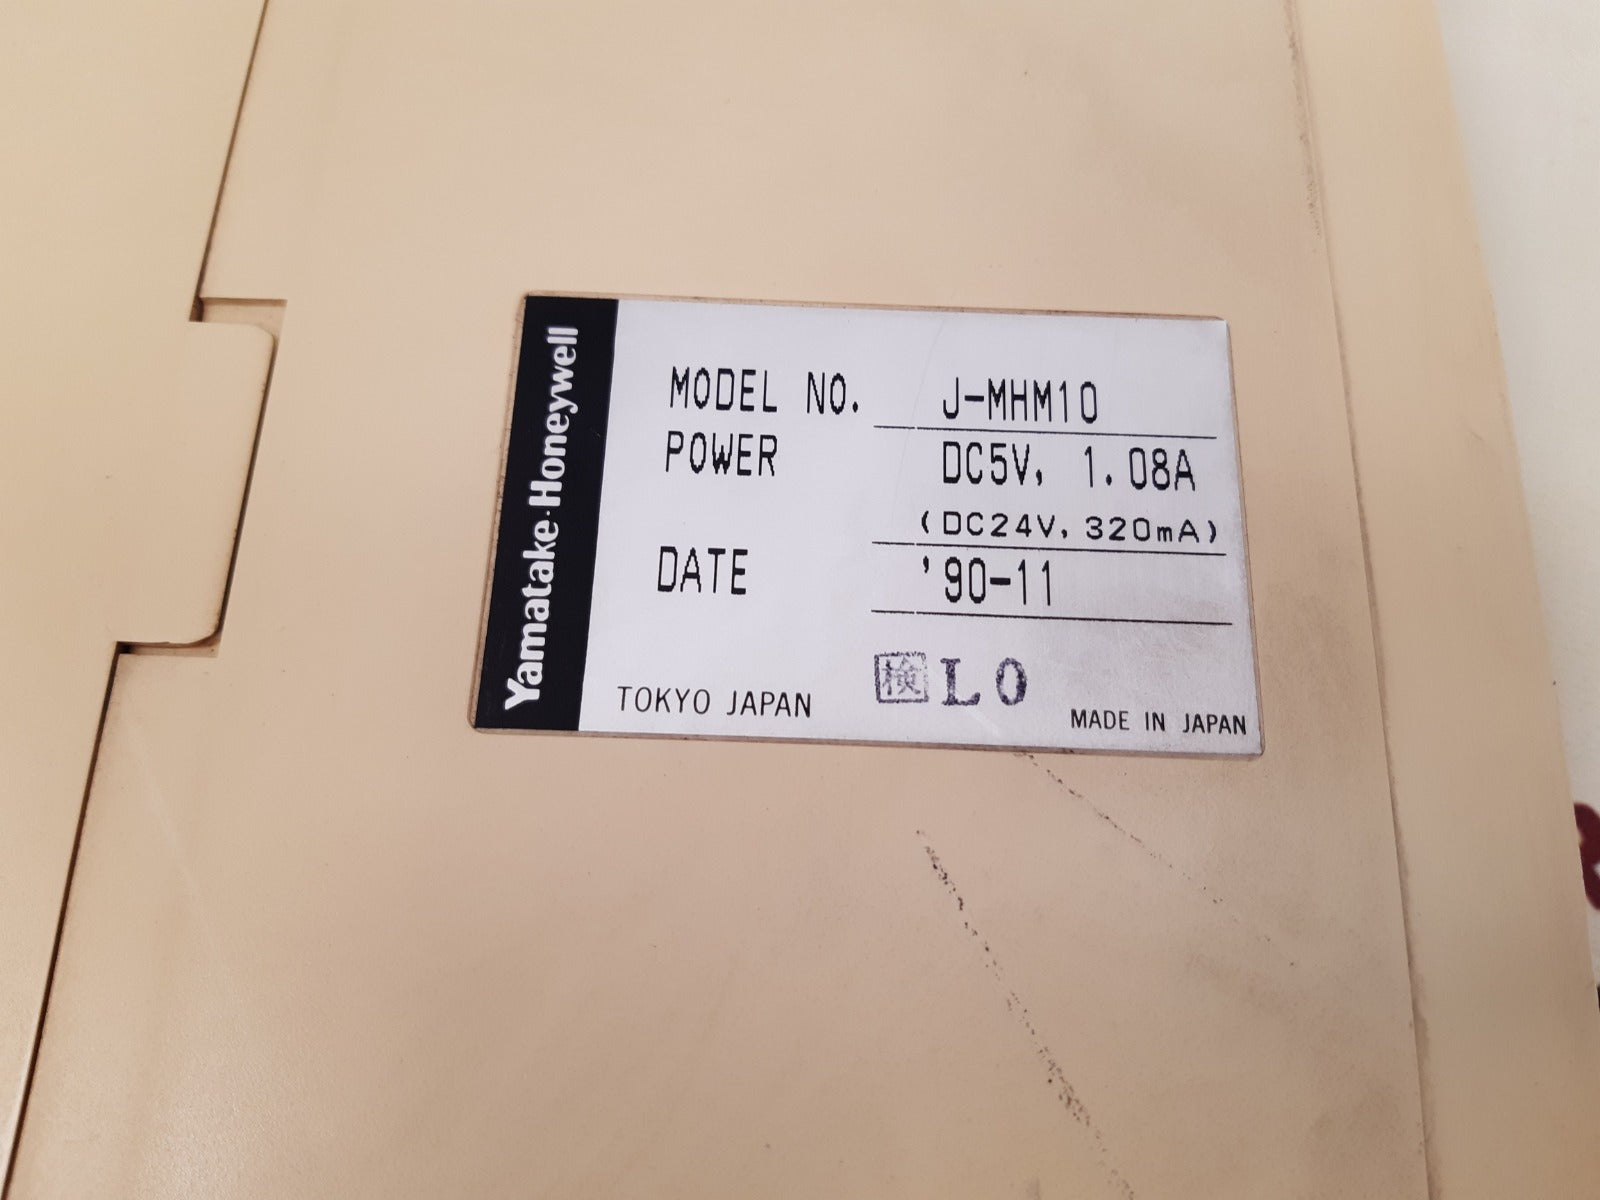 Yamatake·Honeywell
MODEL NO. J-MHM10
POWER DC5V, 1.08A
(DC24V, 320mA)
DATE '90-11
検 LO
TOKYO JAPAN
MADE IN JAPAN